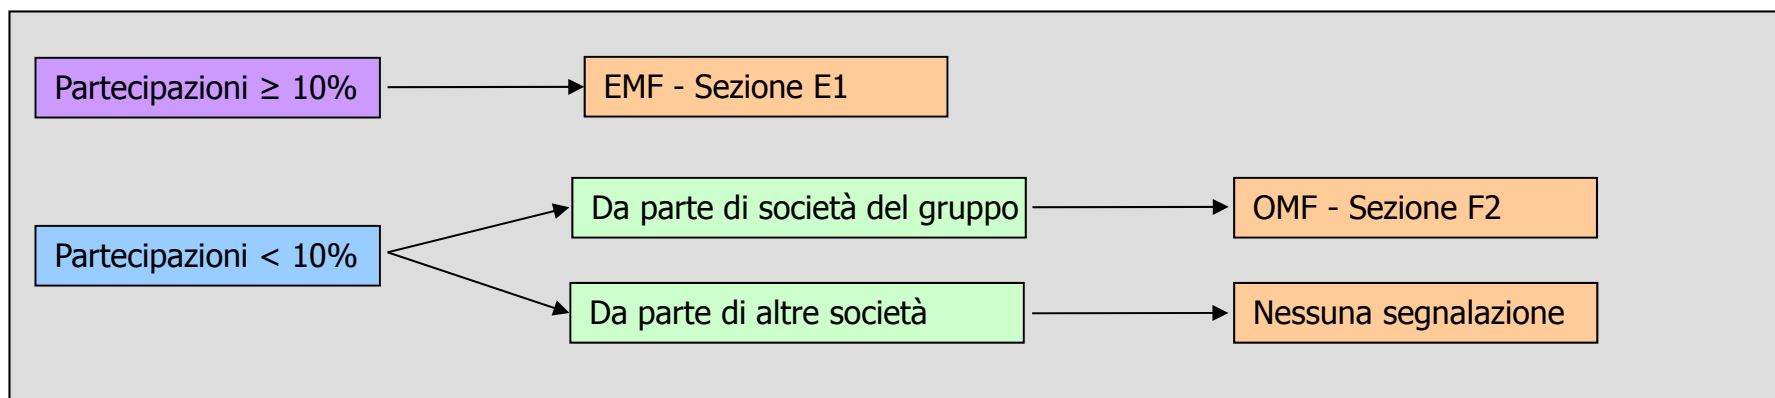 Partecipazioni ≥ 10%
EMF - Sezione E1
Da parte di società del gruppo
OMF - Sezione F2
Partecipazioni < 10%
Da parte di altre società
Nessuna segnalazione